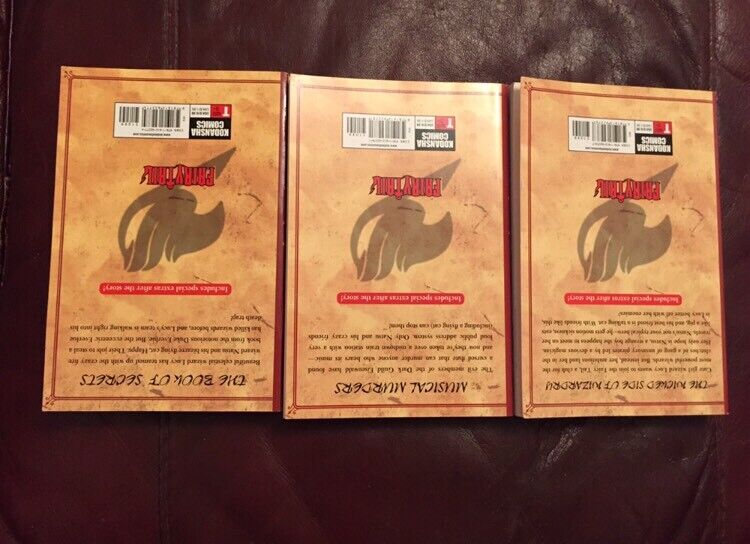 THE WICKED SIDE OF WIZARDRY
Cute wizard Lucy wants to join the Fairy Tail, a club for the
most powerful wizards. But instead, her ambitions land her in the
clutches of a gang of unsavory pirates led by a devious magician.
Her only hope is Natsu, a strange boy she happens to meet on her
travels. Natsu's not your typical hero—he gets motion sickness, eats
like a pig, and his best friend is a talking cat. With friends like this,
is Lucy better off with her enemies?
Includes special extras after the story!
FAIRY TAIL
KODANSHA
COMICS
T
MUSICAL MURDERS
The evil members of the Dark Guild Eisenwald have found
a cursed that can murder anyone who hears its music—
and now they've taken over a midtown train station with a
loud public address system. Only Natsu and his crazy friends
(including a flying cat) can stop them!
Includes special extras after the story!
FAIRY TAIL
KODANSHA
COMICS
T
THE BOOK OF SECRETS
Beautiful celestial wizard Lucy has teamed up with the crazy fire
wizard Natsu and his bizarre flying cat, Happy. Their job: to steal a
book from the notorious Duke Everlue. But the eccentric Everlue
has killed wizards before, and Lucy's team is walking right into his
death trap!
Includes special extras after the story!
FAIRY TAIL
KODANSHA
COMICS
T